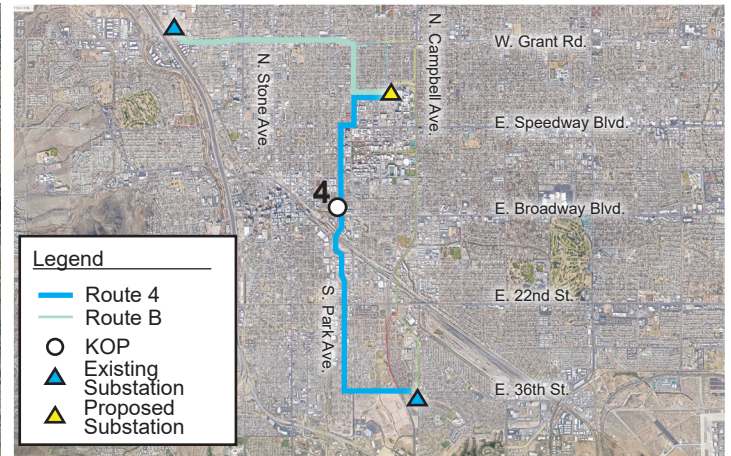 W. Grant Rd.
N. Stone Ave.
N. Campbell Ave.
E. Speedway Blvd.
4
E. Broadway Blvd.
E. 22nd St.
S. Park Ave.
E. 36th St.
Legend
Route 4
Route B
KOP
Existing
Substation
Proposed
Substation